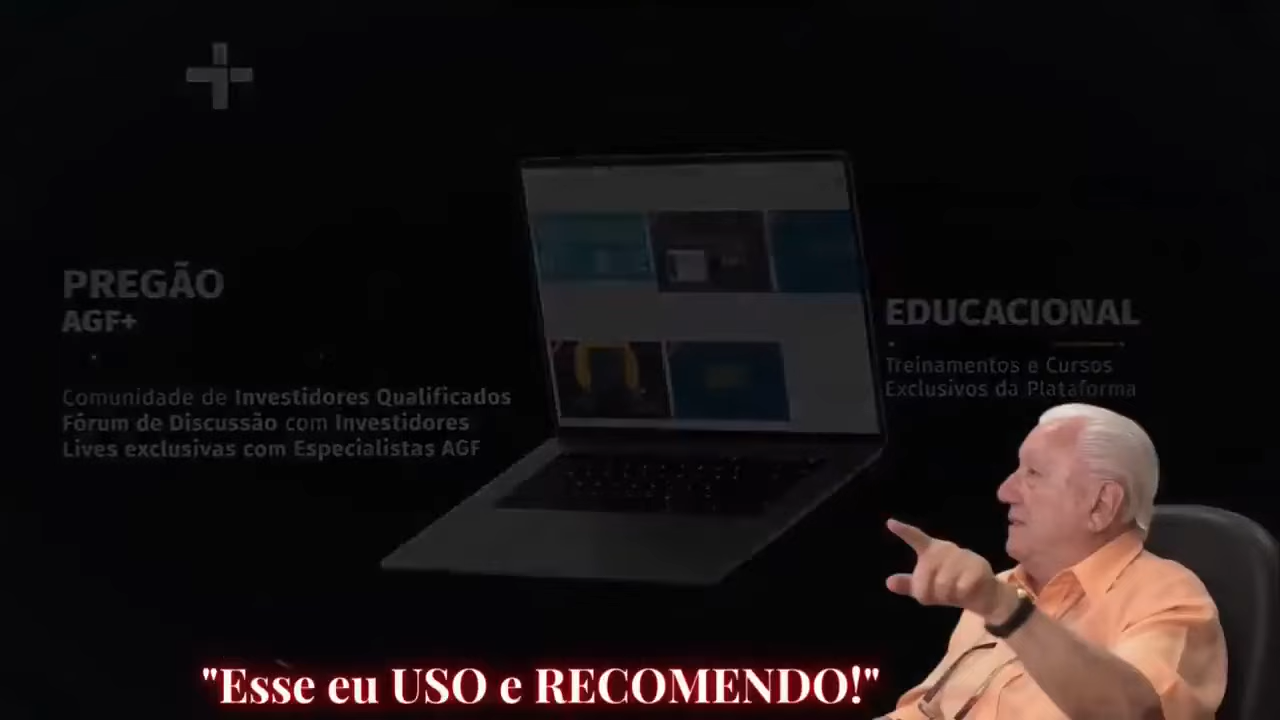 PREGÃO
AGF+
Comunidade de Investidores Qualificados
Fórum de Discussão com Investidores
Lives exclusivas com Especialistas AGF
EDUCACIONAL
Treinamentos e Cursos
Exclusivos da Plataforma
"Esse eu USO e RECOMENDO!"